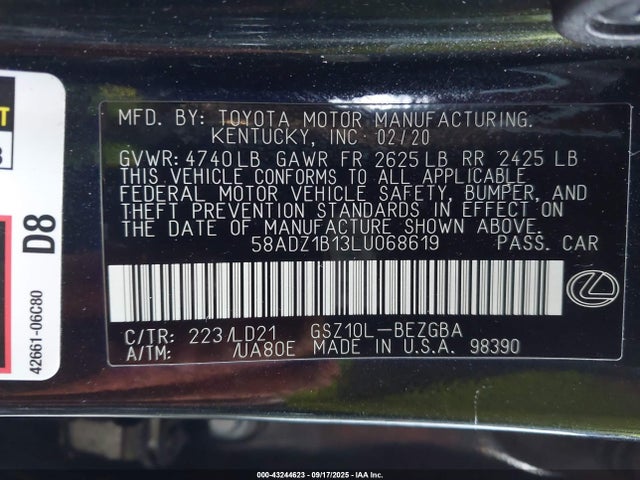 MFD. BY: TOYOTA MOTOR MANUFACTURING.
KENTUCKY, INC 02/20
GVWR: 4740LB GAWR FR 2625LB RR 2425 LB
THIS VEHICLE CONFORMS TO ALL APPLICABLE
FEDERAL MOTOR VEHICLE SAFETY, BUMPER, AND
THEFT PREVENTION STANDARDS IN EFFECT ON
THE DATE OF MANUFACTURE SHOWN ABOVE.
58ADZ1B13LU068619 PASS. CAR
C/TR: 223/LD21 GSZ10L-BEZGBA
A/TM: /UA80E MADE IN U.S.A. 98390
D8
42661-06C80
000-43244623 - 09/17/2025 - IAA Inc.